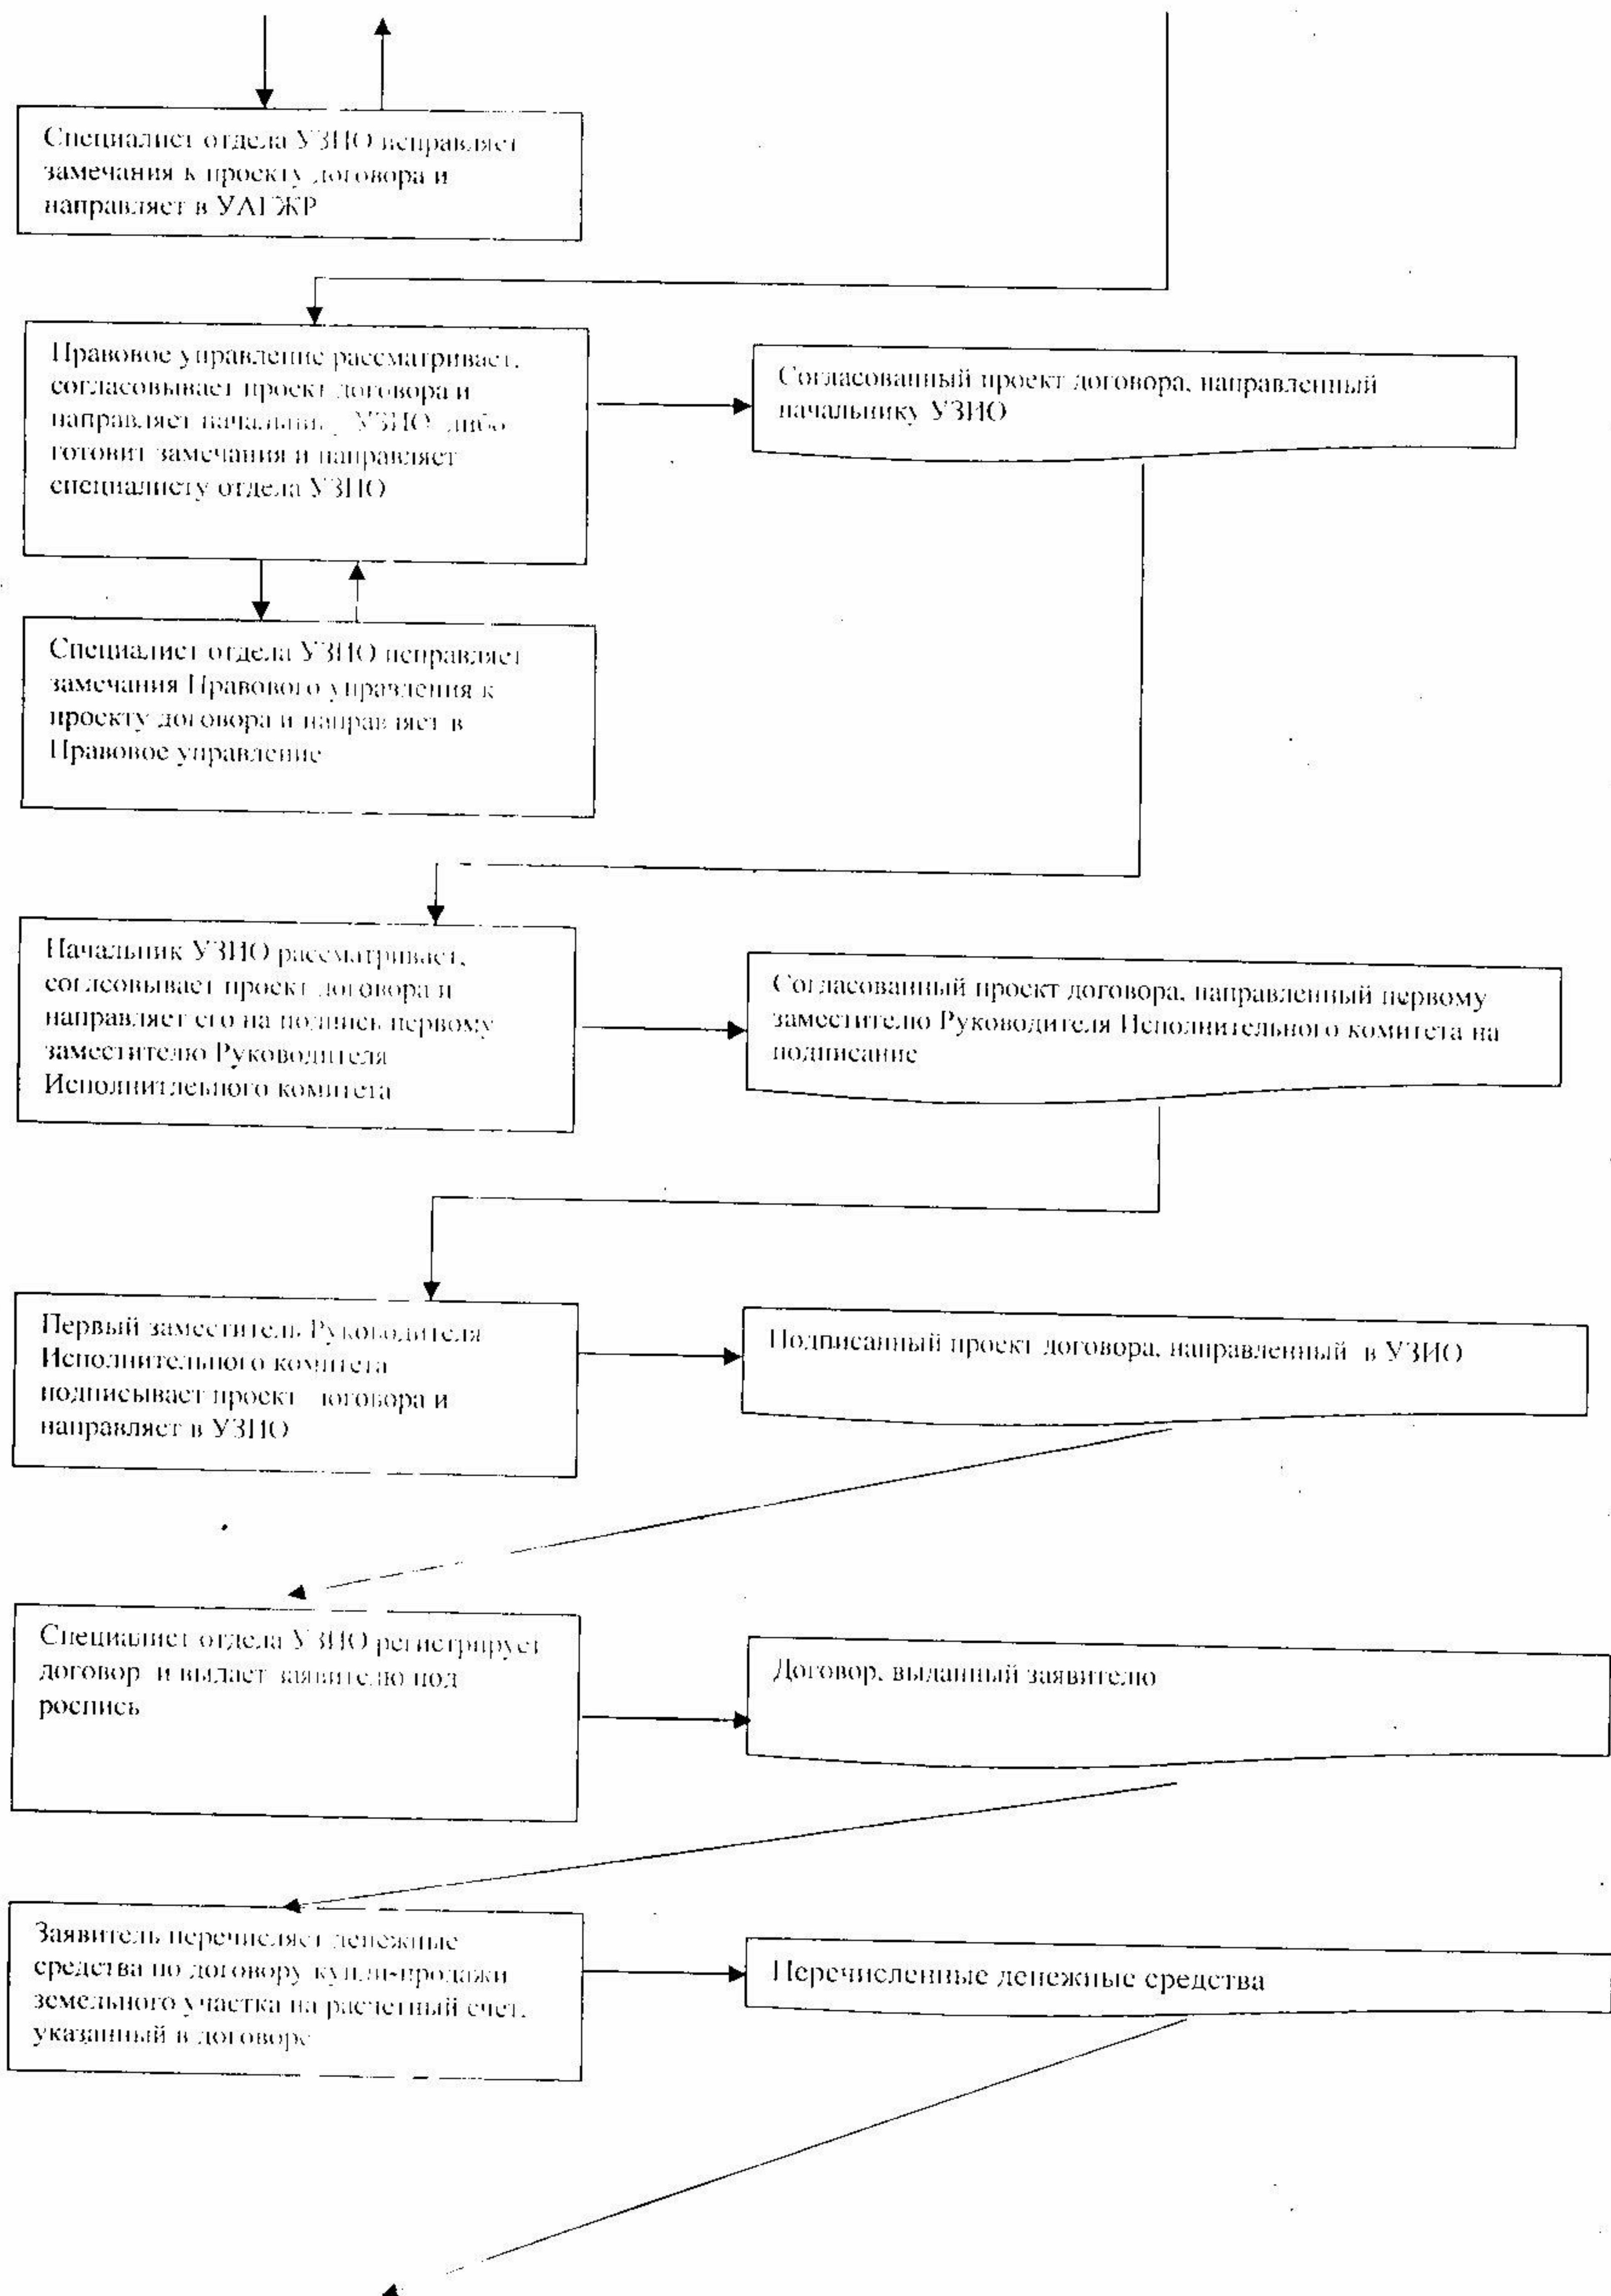 Специалист отдела УЗИО исправляет
замечания к проекту договора и
направляет в УАГЖР
Правовое управление рассматривает,
согласовывает проект договора и
направляет начальнику УЗИО либо
готовит замечания и направляет
специалисту отдела УЗИО
Согласованный проект договора, направленный
начальнику УЗИО
Специалист отдела УЗИО исправляет
замечания Правового управления к
проекту договора и направляет в
Правовое управление
Начальник УЗИО рассматривает,
согласовывает проект договора и
направляет его на подпись первому
заместителю Руководителя
Исполнитлеьного комитета
Согласованный проект договора, направленный первому
заместителю Руководителя Исполнительного комитета на
подписание
Первый заместитель Руководителя
Исполнительного комитета
подписывает проект договора и
направляет в УЗИО
Подписанный проект договора, направленный в УЗИО
Специалист отдела УЗИО регистрирует
договор и выдает заявителю под
роспись
Договор, выданный заявителю
Заявитель перечисляет денежные
средства по договору купли-продажи
земельного участка на расчетный счет,
указанный в договоре
Перечисленные денежные средства